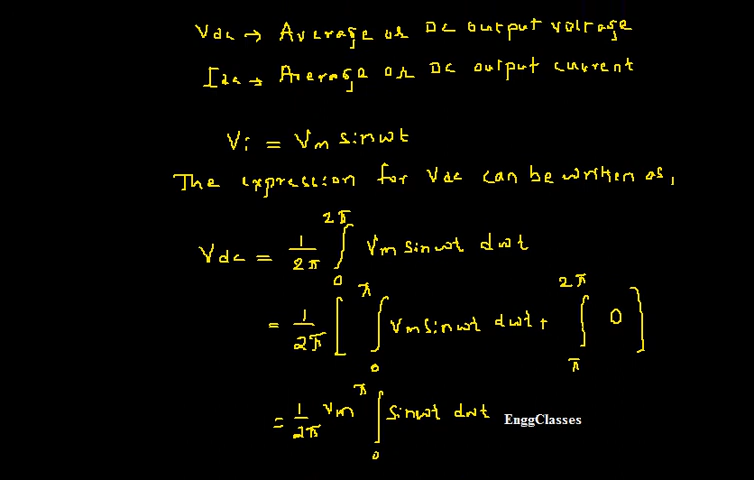 Vdc → Average or DC output voltage
Idc → Average or DC output current
Vi = Vm sinωt
The expression for Vdc can be written as,
Vdc = 1/2π ∫₀^2π Vm sinωt dωt
= 1/2π [ ∫₀^π Vm sinωt dωt + ∫π^2π 0 ]
= 1/2π Vm ∫₀^π sinωt dωt EnggClasses